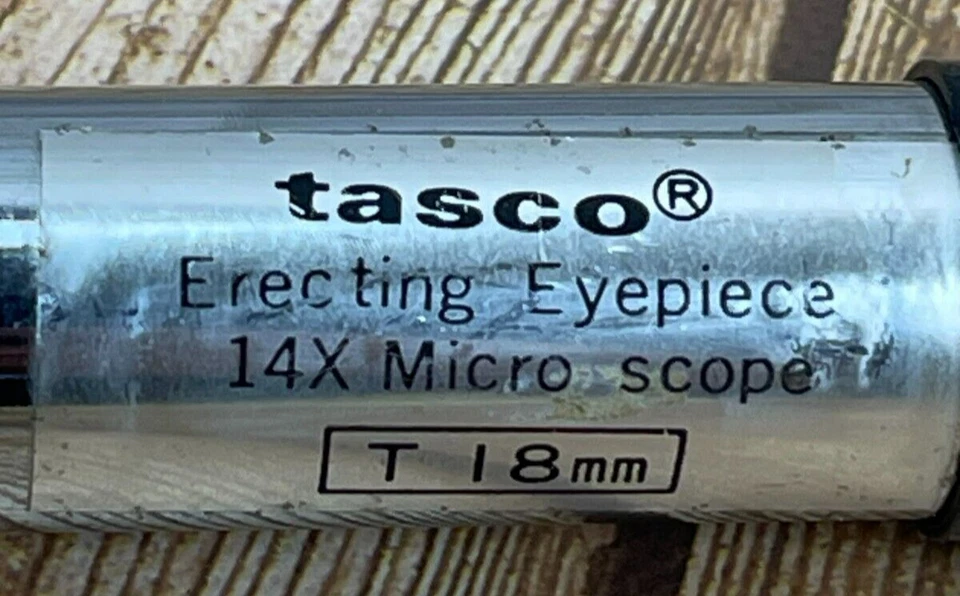 tasco®
Erecting Eyepiece
14X Micro scope
T 18mm